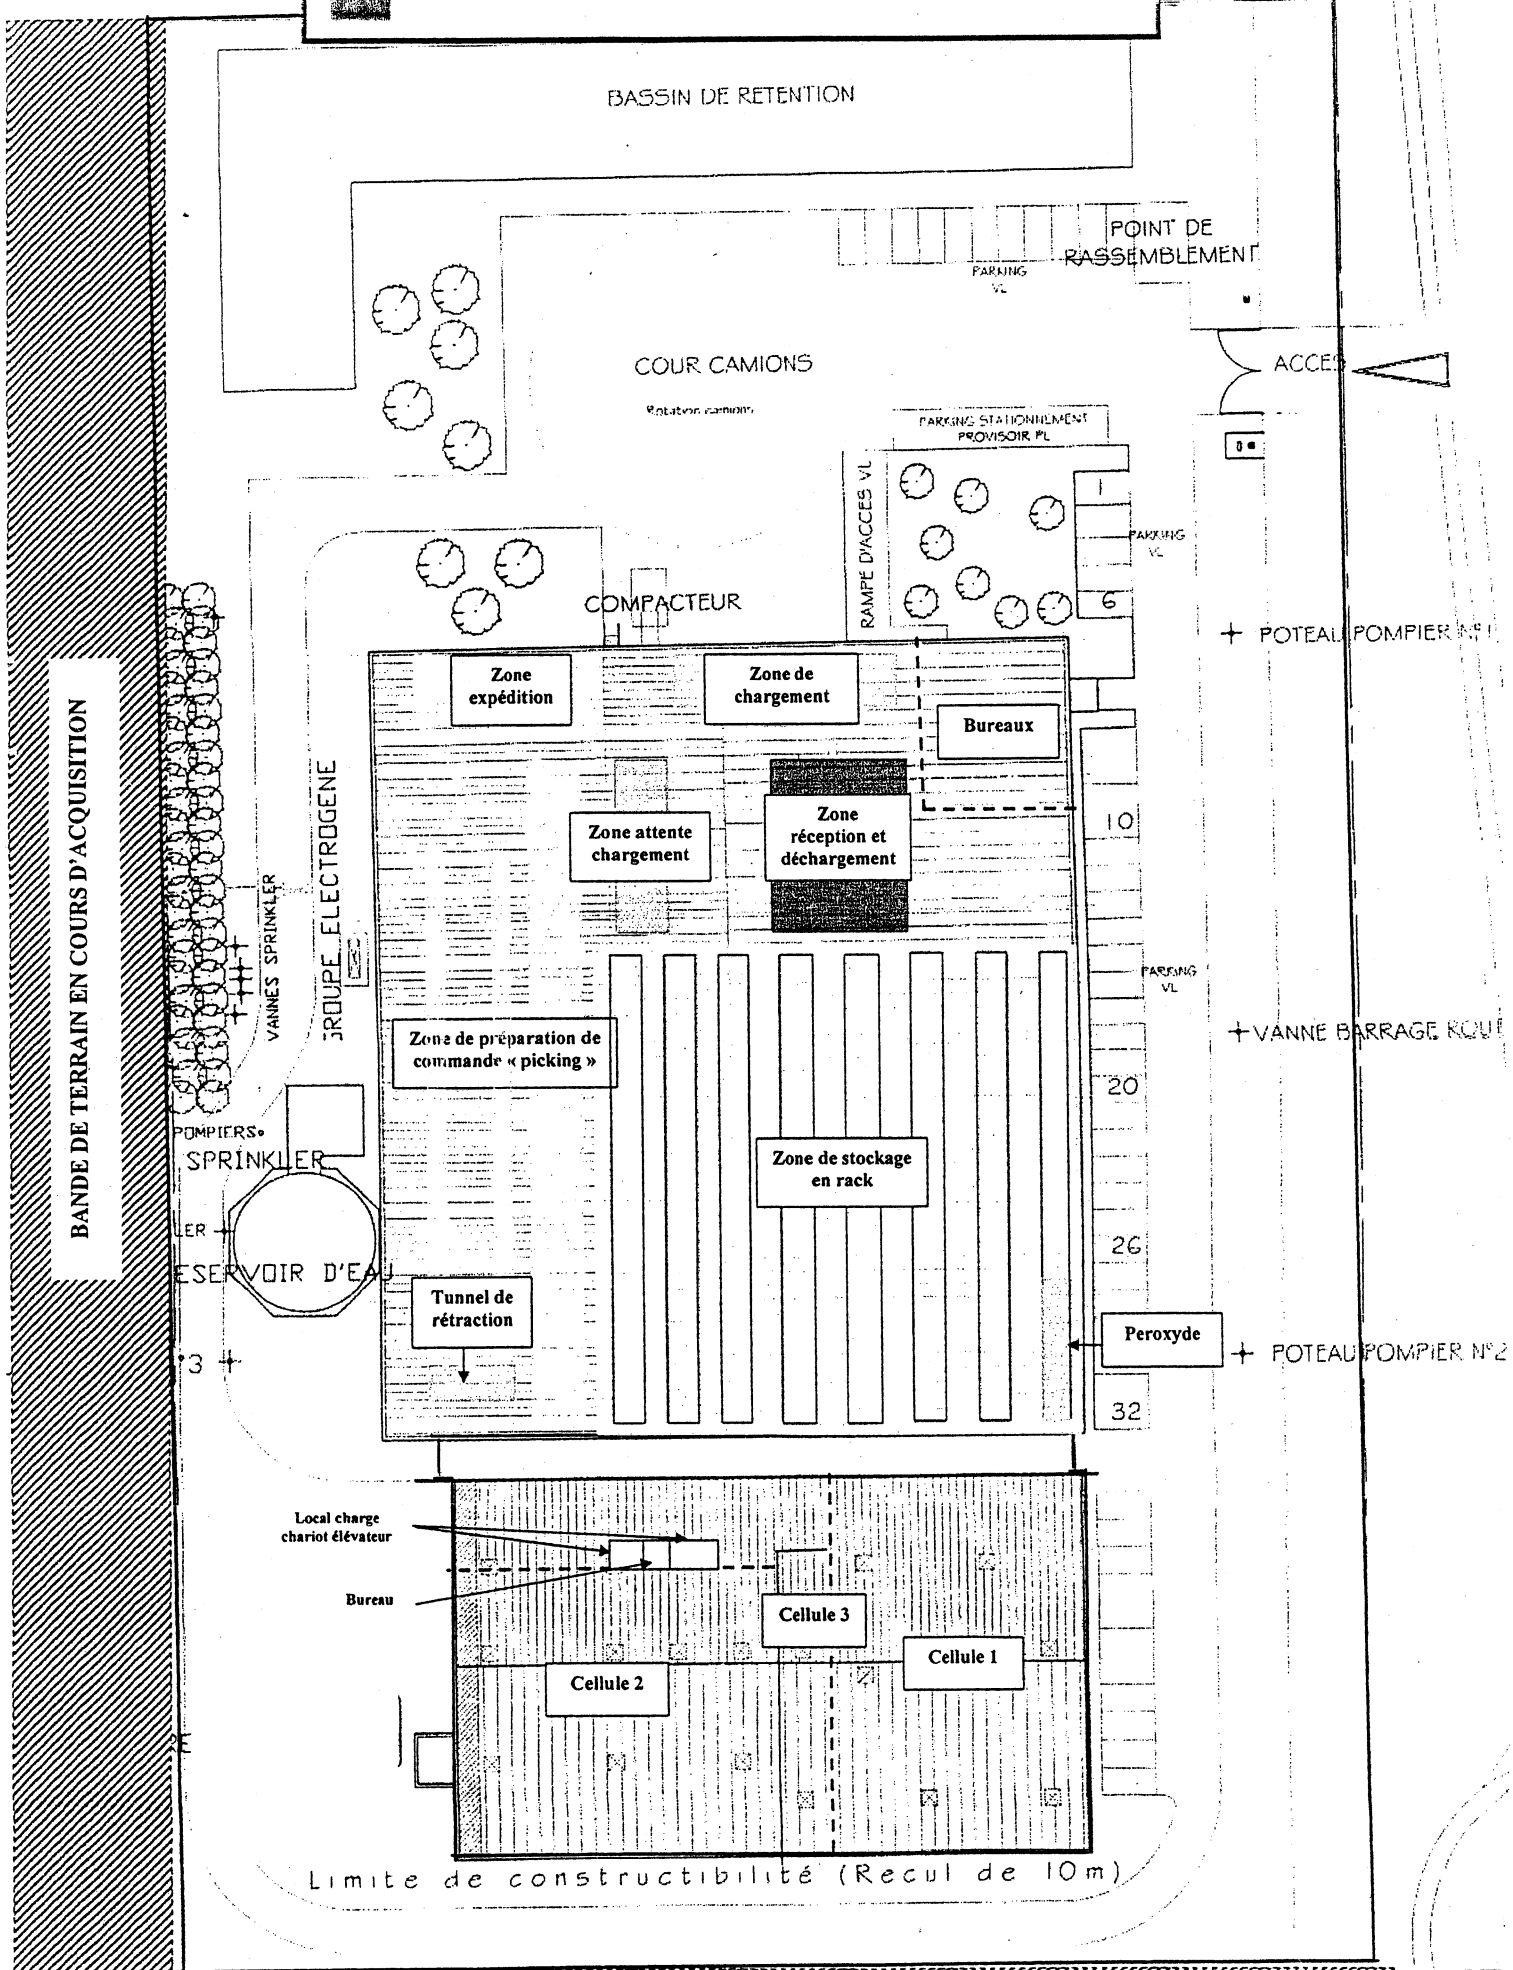 BASSIN DE RETENTION
POINT DE
RASSEMBLEMENT
PARKING
VL
COUR CAMIONS
Rotation camions
ACCES
PARKING STATIONNEMENT
PROVISOIR PL
RAMPE D'ACCES VL
1
PARKING
VL
6
COMPACTEUR
POTEAU POMPIER N°1
Zone
expédition
Zone de
chargement
Bureaux
BANDE DE TERRAIN EN COURS D'ACQUISITION
GROUPE ELECTROGENE
VANNES SPRINKLER
Zone attente
chargement
Zone
réception et
déchargement
10
PARKING
VL
Zone de préparation de
commande « picking »
VANNE BARRAGE
20
POMPIERS
SPRINKLER
Zone de stockage
en rack
LER
ESERVOIR D'EAU
26
Tunnel de
rétraction
Peroxyde
POTEAU POMPIER N°2
°3
32
Local charge
chariot élévateur
Bureau
Cellule 3
Cellule 1
Cellule 2
RE
Limite de constructibilité (Recul de 10m)